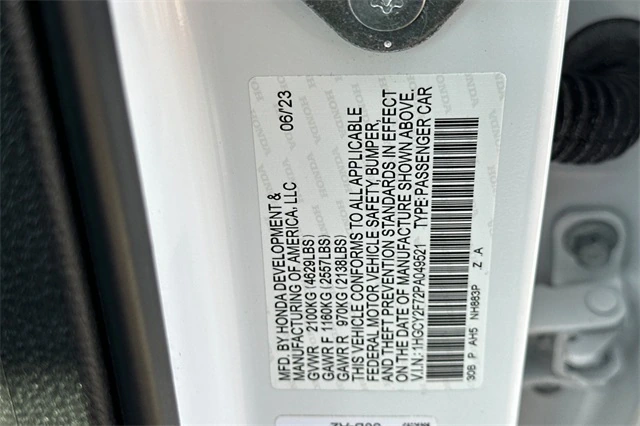 MFD. BY HONDA DEVELOPMENT & 06/'23
MANUFACTURING OF AMERICA, LLC
GVWR 2100KG (4629LBS)
GAWR F 1160KG (2557LBS)
GAWR R 970KG (2138LBS)
THIS VEHICLE CONFORMS TO ALL APPLICABLE
FEDERAL MOTOR VEHICLE SAFETY, BUMPER,
AND THEFT PREVENTION STANDARDS IN EFFECT
ON THE DATE OF MANUFACTURE SHOWN ABOVE.
V.I.N.: 1HGCY2F72PA049521 TYPE:PASSENGER CAR
30B P AH5 NH883P Z A